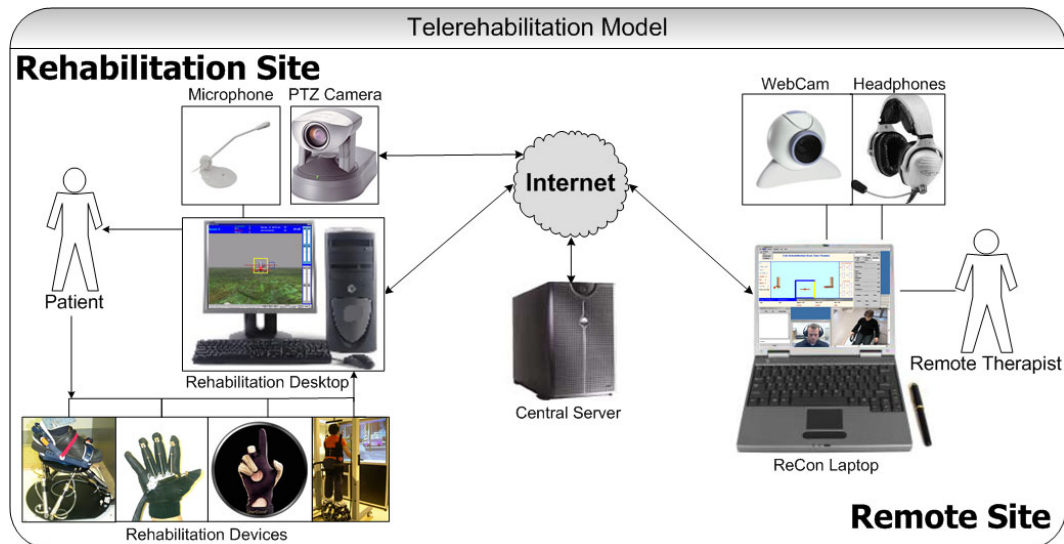 Telerehabilitation Model
Rehabilitation Site
Microphone
PTZ Camera
WebCam
Headphones
Internet
Patient
Rehabilitation Desktop
Central Server
Remote Therapist
ReCon Laptop
Rehabilitation Devices
Remote Site